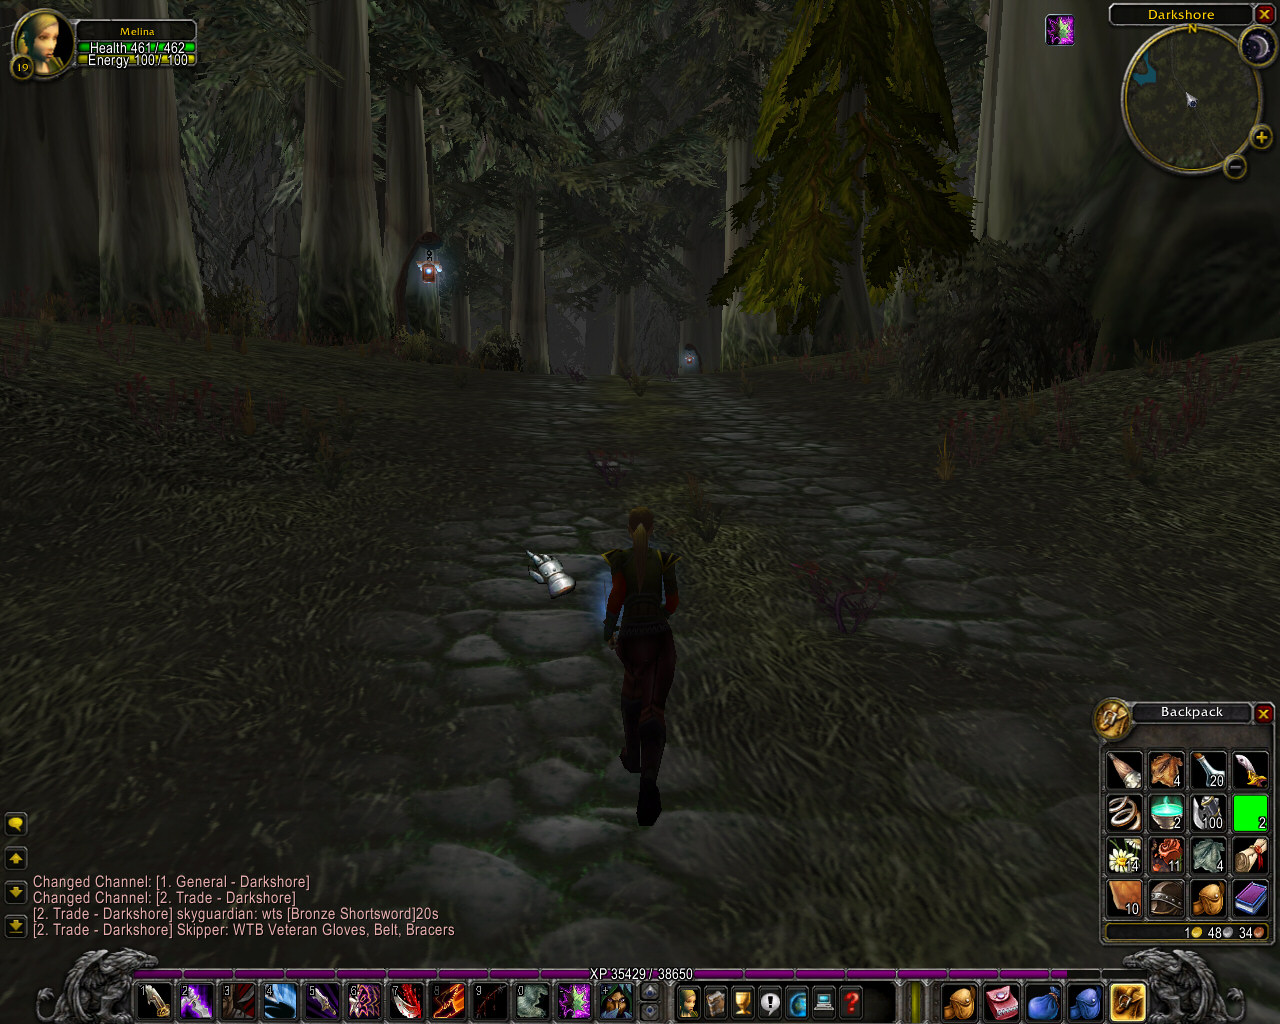 Melina
Health 461 / 462
Energy 100 / 100
19
Darkshore
N
Backpack
4
20
2
100
2
14
11
4
10
1 48 34
Changed Channel: [1. General - Darkshore]
Changed Channel: [2. Trade - Darkshore]
[2. Trade - Darkshore] skyguardian: wts [Bronze Shortsword]20s
[2. Trade - Darkshore] Skipper: WTB Veteran Gloves, Belt, Bracers
XP 35429 / 38650
1 2 3 4 5 6 7 8 9 0 - +